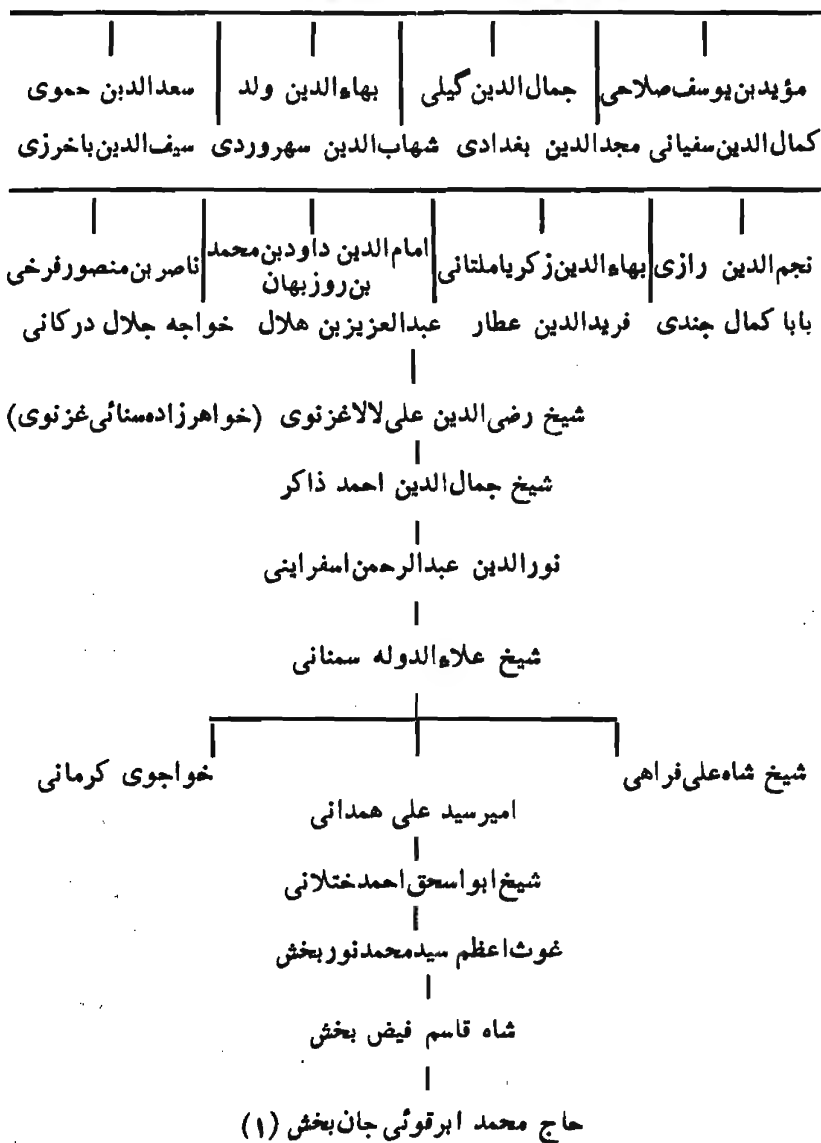 مؤیدبن‌یوسف‌صلاحی جمال‌الدین گیلی بهاءالدین ولد سعدالدین حموی
کمال‌الدین‌سفیانی مجدالدین بغدادی شهاب‌الدین سهروردی سیف‌الدین‌باخرزی
نجم‌الدین رازی بهاءالدین‌زکریاملتانی امام‌الدین داودبن‌محمد بن‌روزبهان ناصربن‌منصورفرخی
بابا کمال جندی فریدالدین عطار عبدالعزیزبن هلال خواجه جلال درکانی
شیخ رضی‌الدین علی‌لالاغزنوی (خواهرزاده‌سنائی‌غزنوی)
شیخ جمال‌الدین احمد ذاکر
نورالدین عبدالرحمن‌اسفراینی
شیخ علاءالدوله سمنانی
شیخ شاه‌علی‌فراهی خواجوی کرمانی
امیرسید علی همدانی
شیخ‌ابواسحق‌احمدختلانی
غوث‌اعظم سیدمحمدنوربخش
شاه قاسم فیض بخش
حاج محمد ابرقوئی جان‌بخش (۱)